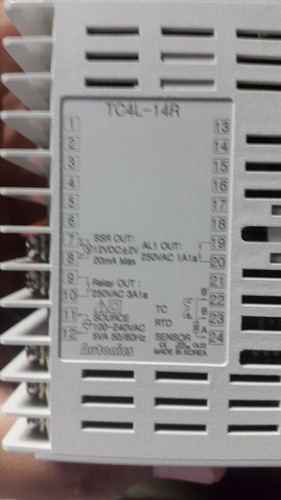 TC4L-14R
1 13
2 14
3 15
4 16
5 17
6 18
7 SSR OUT: AL1 OUT: 19
12VDC±2V 250VAC 1A1a
8 20mA Max 20
9 Relay OUT : 21
10 250VAC 3A1a B' 22
11 SOURCE TC B 23
100-240VAC RTD A
12 5VA 50/60Hz SENSOR 24
Autonics MADE IN KOREA